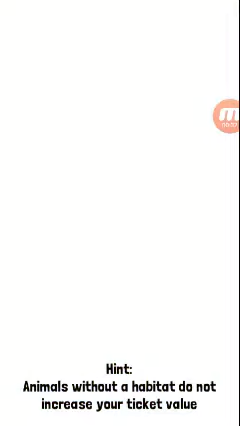 Hint:
Animals without a habitat do not
increase your ticket value